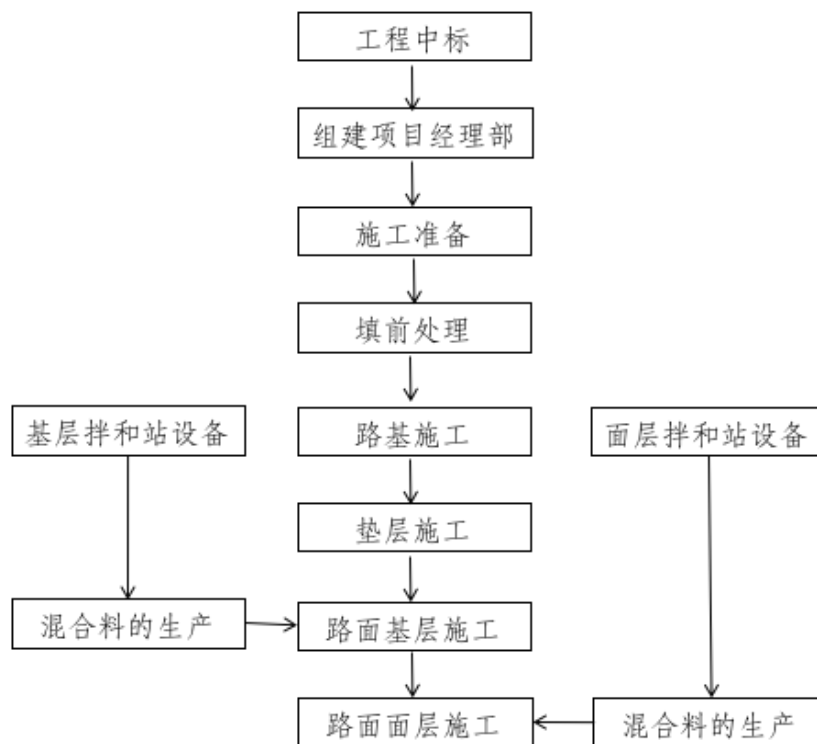 工程中标
组建项目经理部
施工准备
填前处理
基层拌和站设备
路基施工
面层拌和站设备
垫层施工
混合料的生产
路面基层施工
路面面层施工
混合料的生产